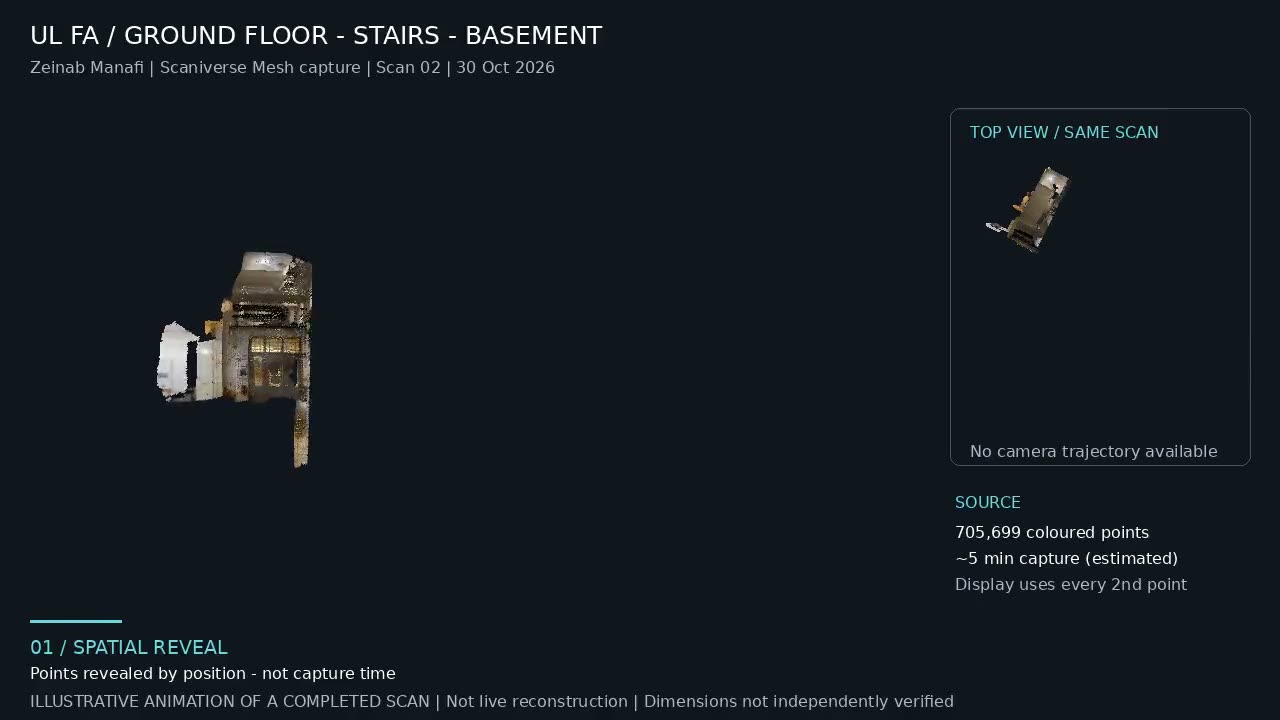 UL FA / GROUND FLOOR - STAIRS - BASEMENT
Zeinab Manafi | Scaniverse Mesh capture | Scan 02 | 30 Oct 2026
TOP VIEW / SAME SCAN
No camera trajectory available
SOURCE
705,699 coloured points
~5 min capture (estimated)
Display uses every 2nd point
01 / SPATIAL REVEAL
Points revealed by position - not capture time
ILLUSTRATIVE ANIMATION OF A COMPLETED SCAN | Not live reconstruction | Dimensions not independently verified